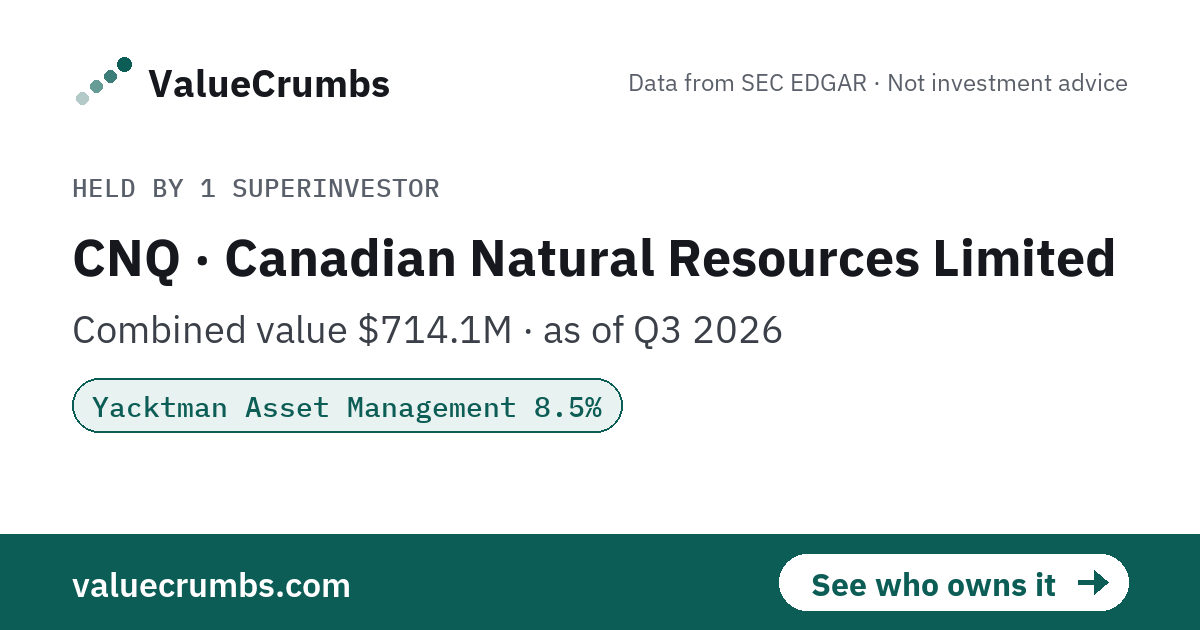 ValueCrumbs
Data from SEC EDGAR · Not investment advice
HELD BY 1 SUPERINVESTOR
CNQ · Canadian Natural Resources Limited
Combined value $714.1M · as of Q3 2026
Yacktman Asset Management 8.5%
valuecrumbs.com
See who owns it →